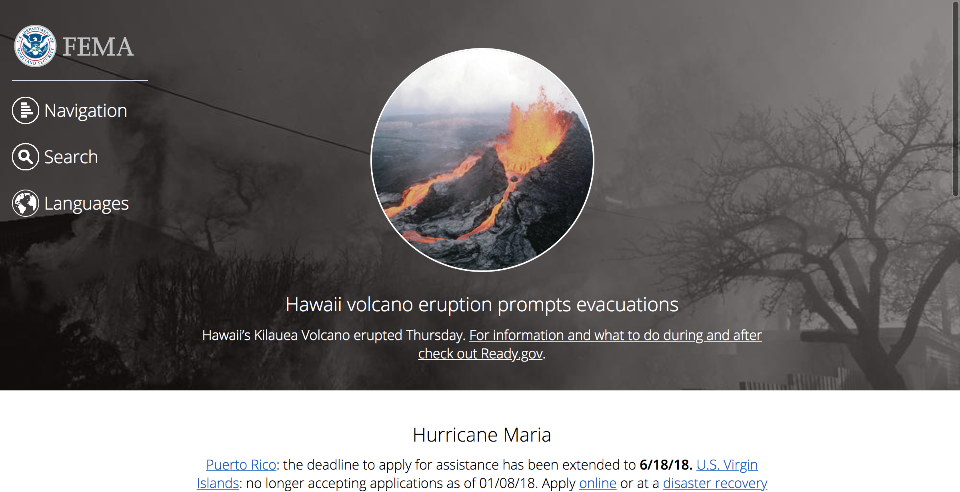 FEMA
Navigation
Search
Languages
Hawaii volcano eruption prompts evacuations
Hawaii's Kilauea Volcano erupted Thursday. For information and what to do during and after
check out Ready.gov.
Hurricane Maria
Puerto Rico: the deadline to apply for assistance has been extended to 6/18/18. U.S. Virgin
Islands: no longer accepting applications as of 01/08/18. Apply online or at a disaster recovery